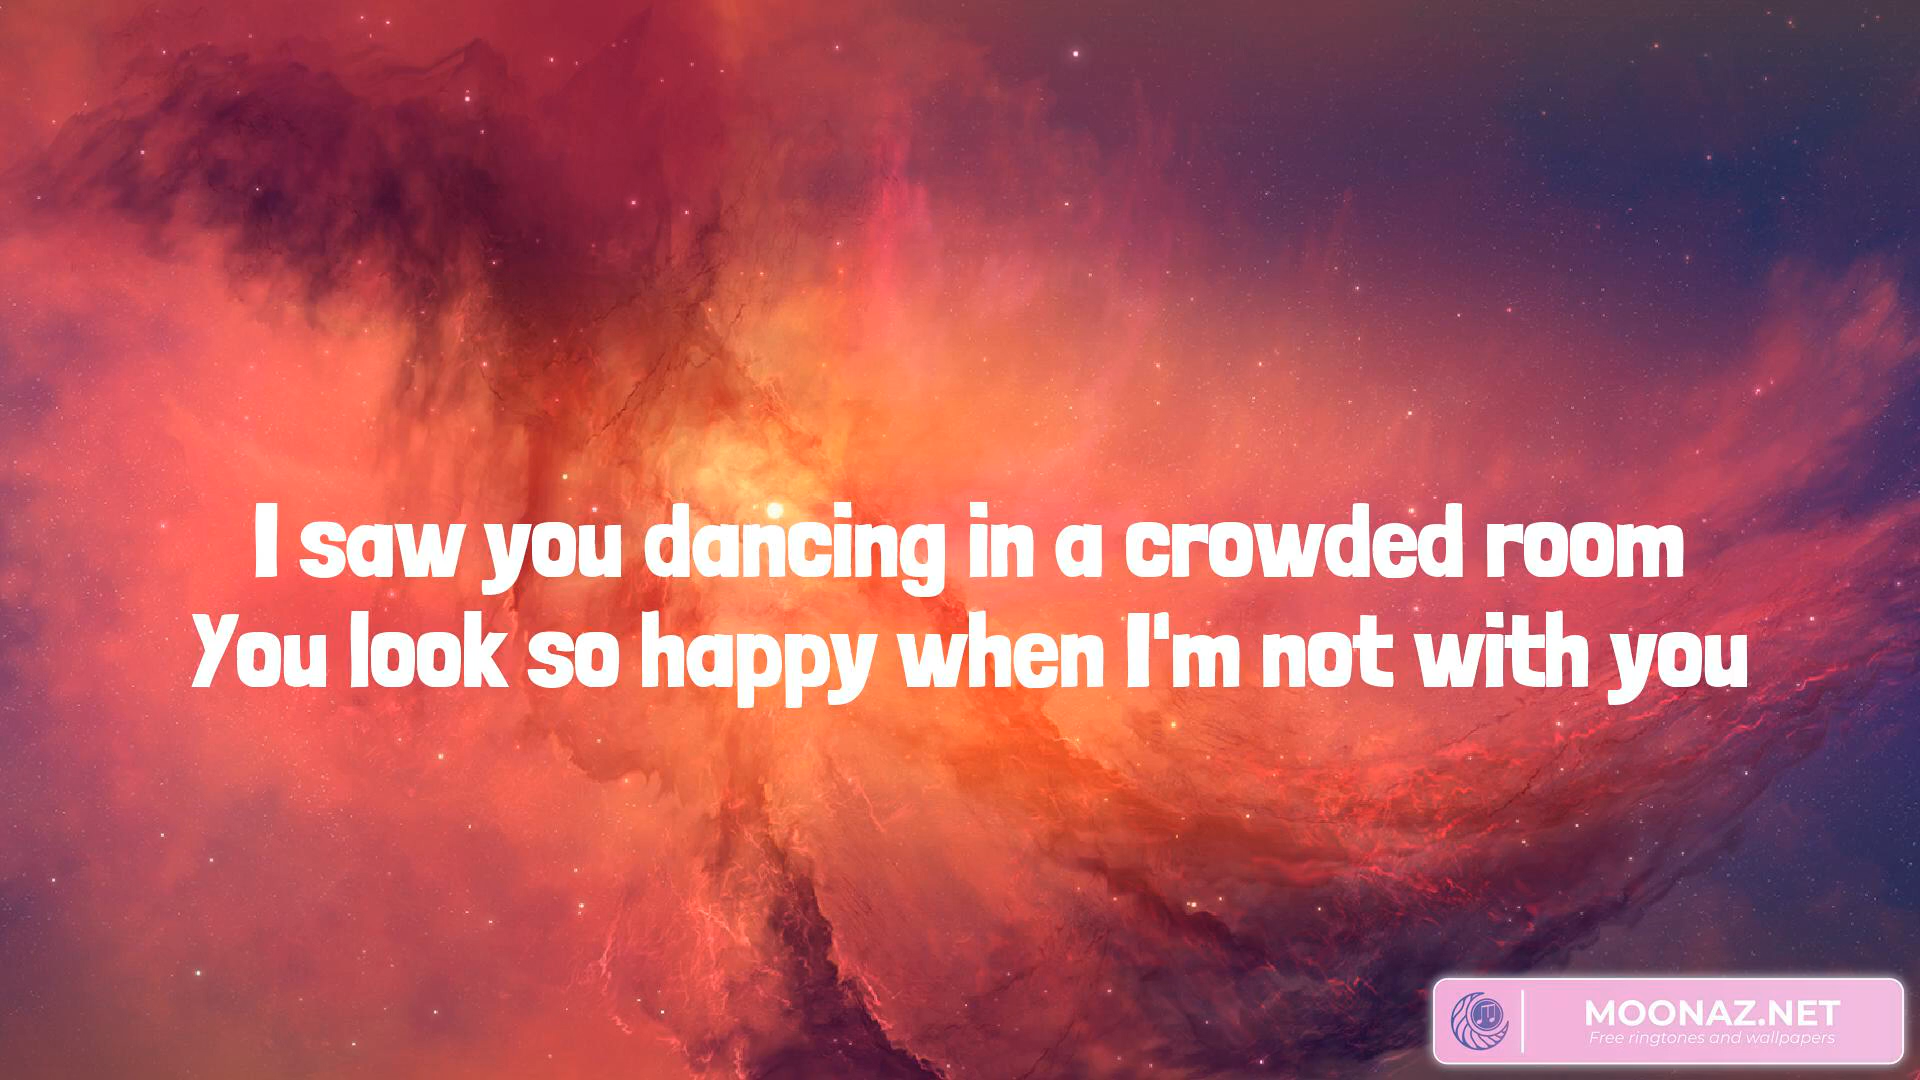 I saw you dancing in a crowded room
You look so happy when I'm not with you
MOONAZ.NET
Free ringtones and wallpapers